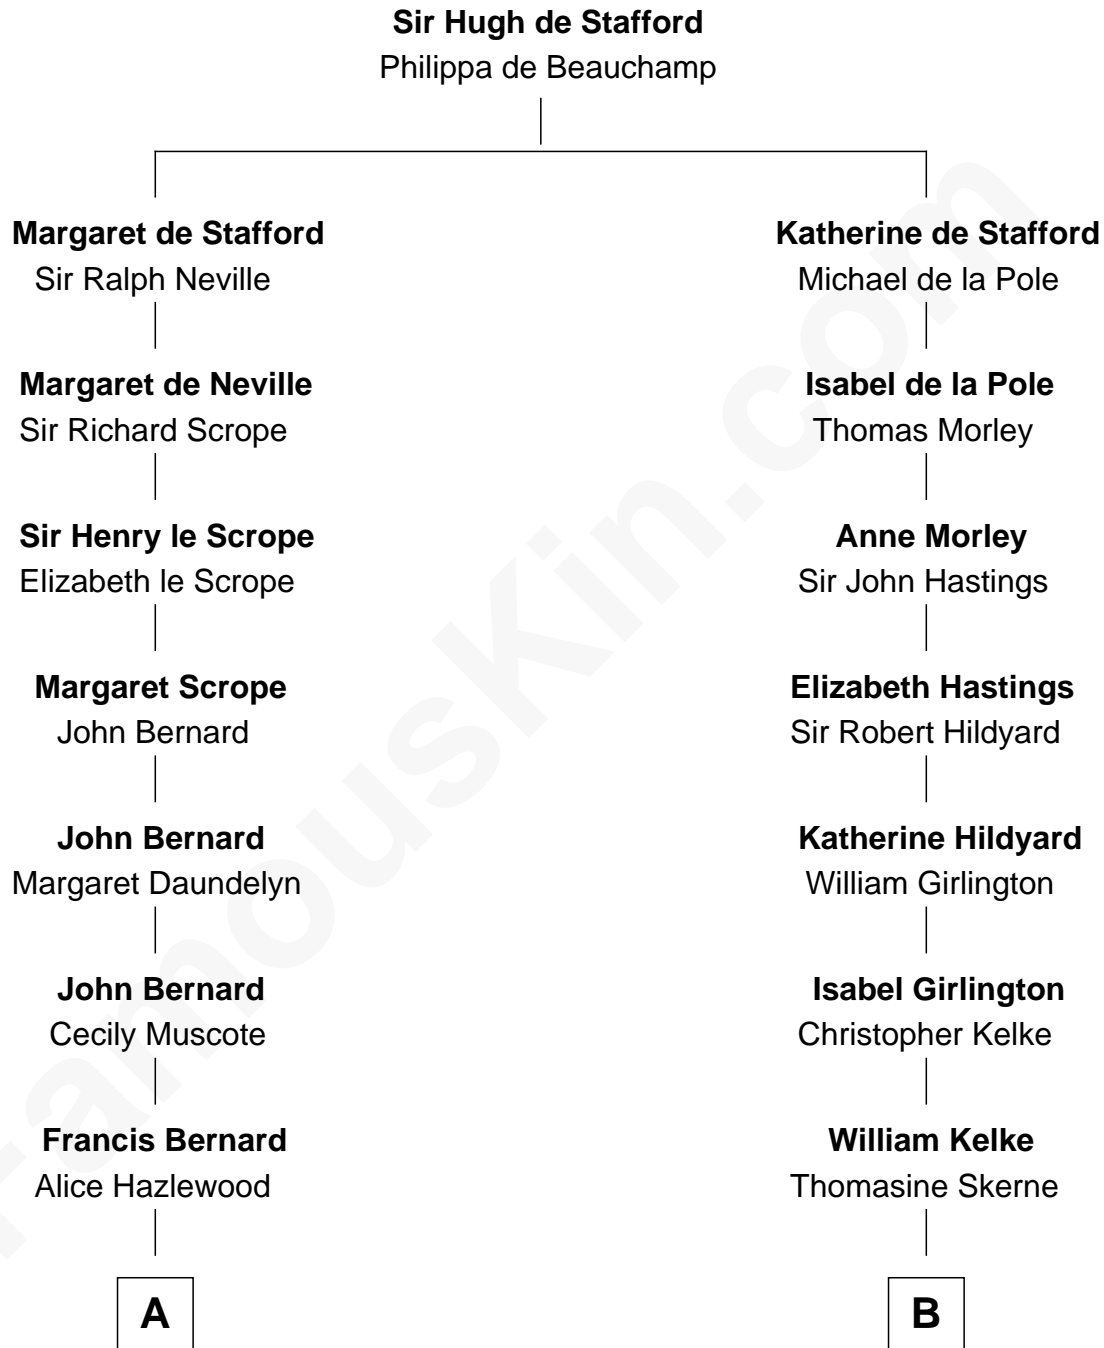 Sir Hugh de Stafford
Philippa de Beauchamp
Margaret de Stafford
Sir Ralph Neville
Katherine de Stafford
Michael de la Pole
Margaret de Neville
Sir Richard Scrope
Isabel de la Pole
Thomas Morley
Sir Henry le Scrope
Elizabeth le Scrope
Anne Morley
Sir John Hastings
Margaret Scrope
John Bernard
Elizabeth Hastings
Sir Robert Hildyard
John Bernard
Margaret Daundelyn
Katherine Hildyard
William Girlington
John Bernard
Cecily Muscote
Isabel Girlington
Christopher Kelke
Francis Bernard
Alice Hazlewood
William Kelke
Thomasine Skerne
A
B
FamousKin.com